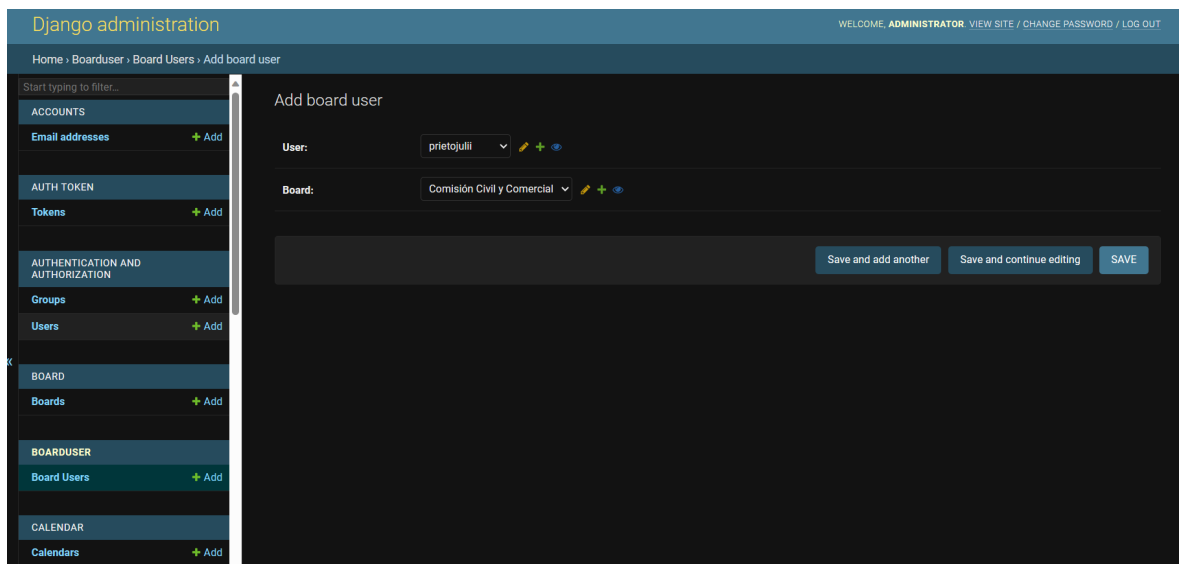 Django administration
WELCOME, ADMINISTRATOR. VIEW SITE / CHANGE PASSWORD / LOG OUT
Home › Boarduser › Board Users › Add board user
Start typing to filter...
ACCOUNTS
Email addresses + Add
AUTH TOKEN
Tokens + Add
AUTHENTICATION AND
AUTHORIZATION
Groups + Add
Users + Add
BOARD
Boards + Add
BOARDUSER
Board Users + Add
CALENDAR
Calendars + Add
«
Add board user
User: prietojulii
Board: Comisión Civil y Comercial
Save and add another Save and continue editing SAVE